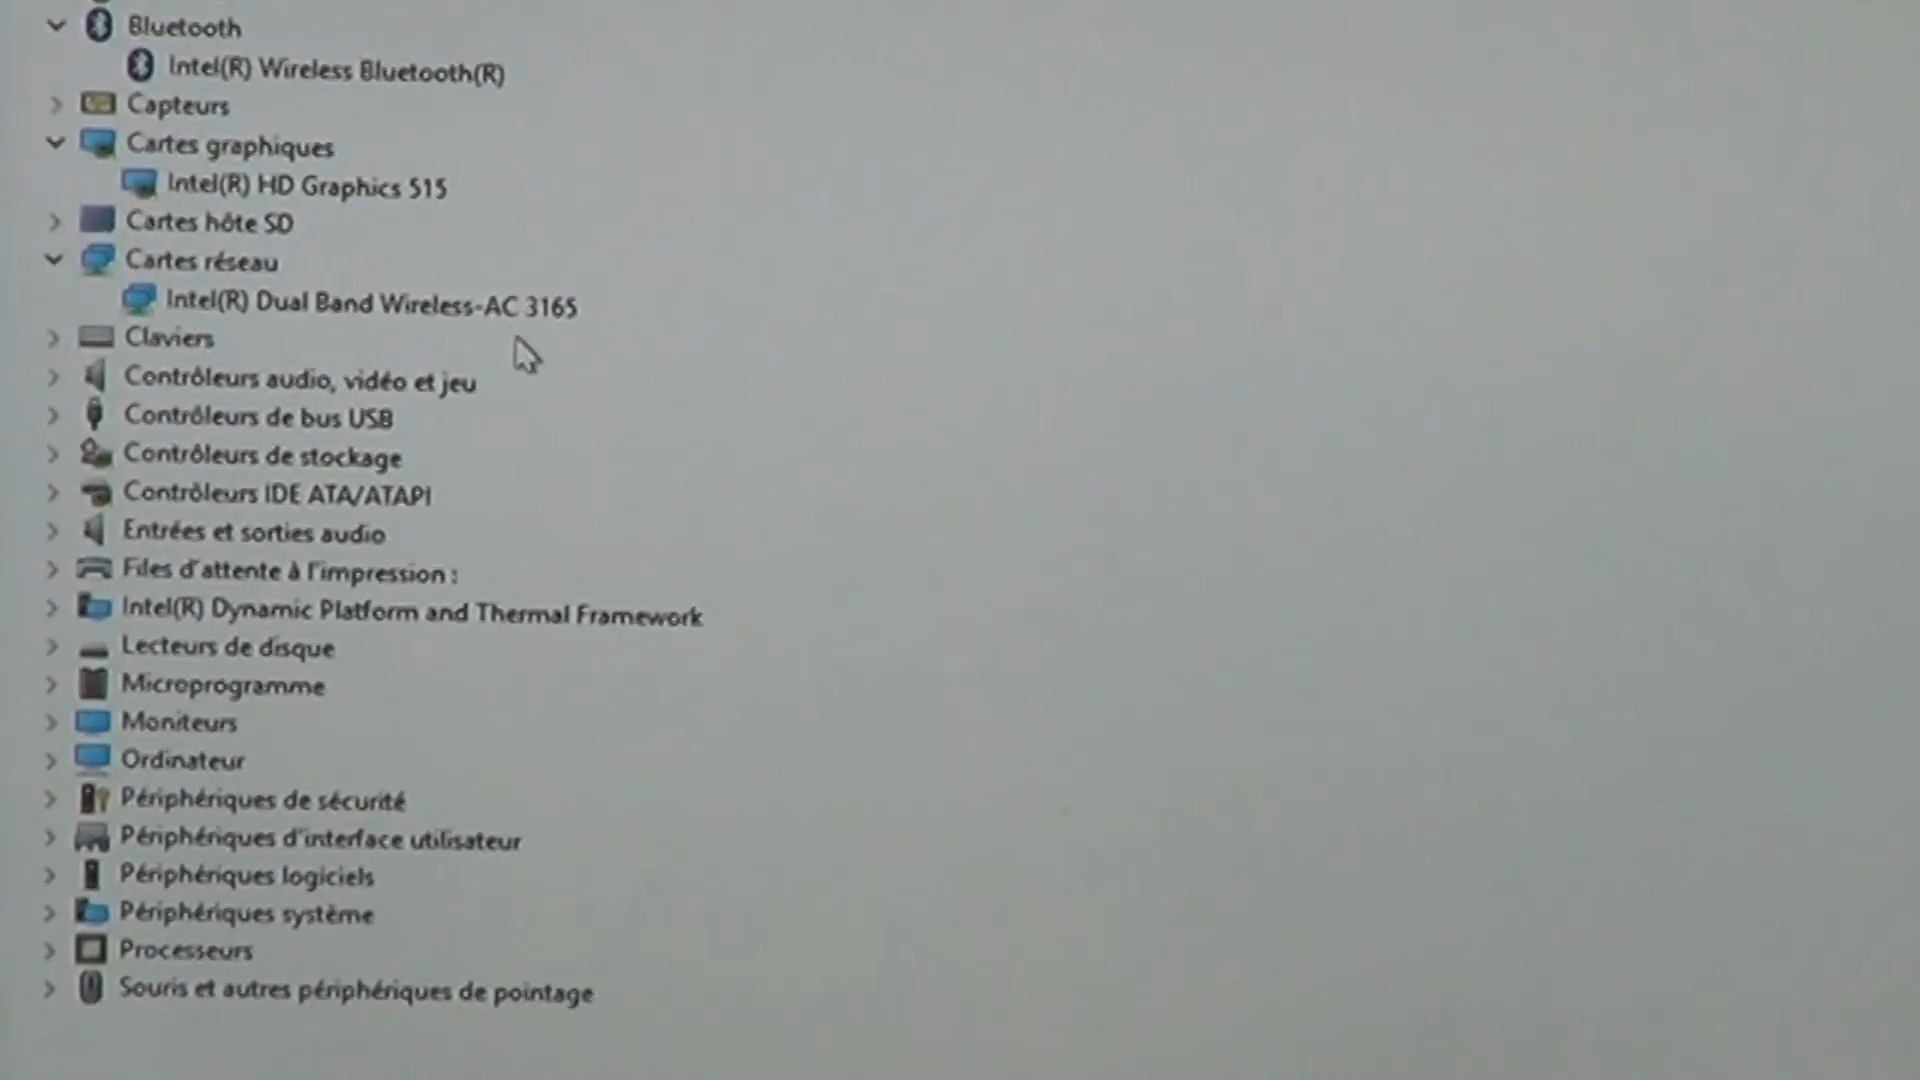 Bluetooth
Intel(R) Wireless Bluetooth(R)
Capteurs
Cartes graphiques
Intel(R) HD Graphics 515
Cartes hôte SD
Cartes réseau
Intel(R) Dual Band Wireless-AC 3165
Claviers
Contrôleurs audio, vidéo et jeu
Contrôleurs de bus USB
Contrôleurs de stockage
Contrôleurs IDE ATA/ATAPI
Entrées et sorties audio
Files d'attente à l'impression :
Intel(R) Dynamic Platform and Thermal Framework
Lecteurs de disque
Microprogramme
Moniteurs
Ordinateur
Périphériques de sécurité
Périphériques d'interface utilisateur
Périphériques logiciels
Périphériques système
Processeurs
Souris et autres périphériques de pointage